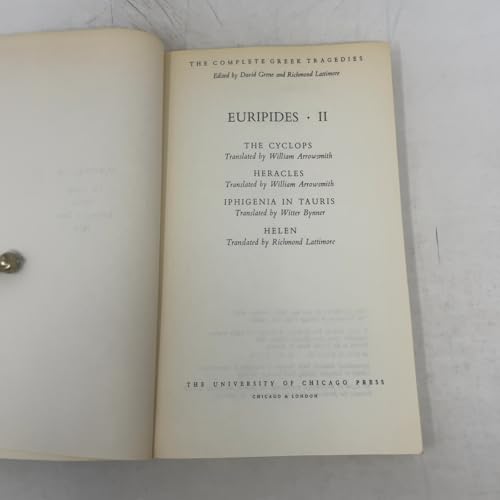 THE COMPLETE GREEK TRAGEDIES
Edited by David Grene and Richmond Lattimore
EURIPIDES · II
THE CYCLOPS
Translated by William Arrowsmith
HERACLES
Translated by William Arrowsmith
IPHIGENIA IN TAURIS
Translated by Witter Bynner
HELEN
Translated by Richmond Lattimore
THE UNIVERSITY OF CHICAGO PRESS
CHICAGO & LONDON